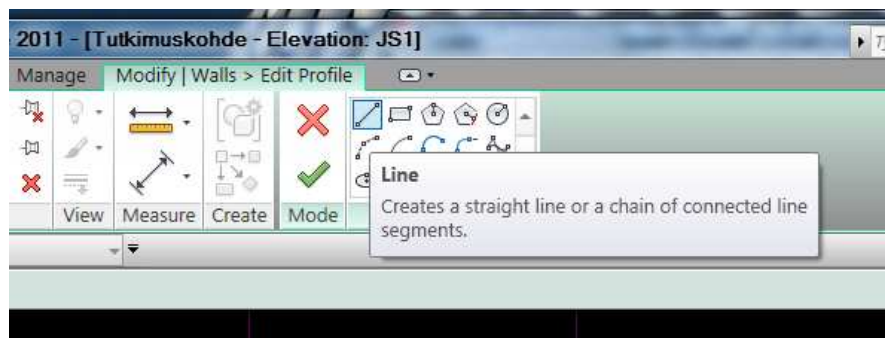 2011 - [Tutkimuskohde - Elevation: JS1]
Manage Modify | Walls > Edit Profile
Line
Creates a straight line or a chain of connected line
segments.
View Measure Create Mode